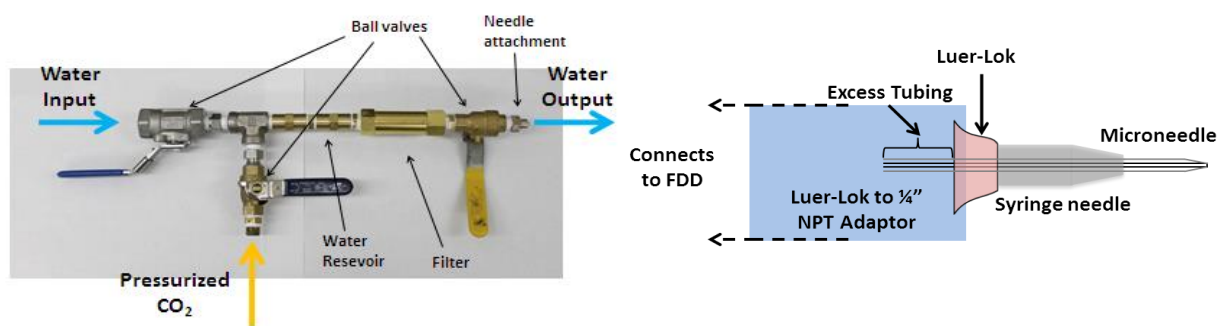 Ball valves
Needle
attachment
Water
Input
Water
Output
Water
Resevoir
Filter
Pressurized
CO₂
Luer-Lok
Excess Tubing
Microneedle
Connects
to FDD
Luer-Lok to ¼”
NPT Adaptor
Syringe needle